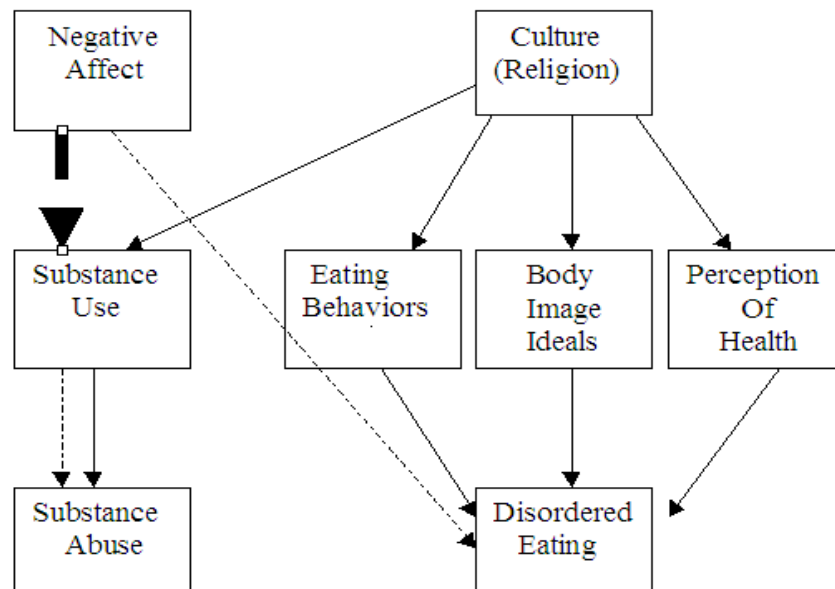 Negative
Affect
Culture
(Religion)
Substance
Use
Eating
Behaviors
Body
Image
Ideals
Perception
Of
Health
Substance
Abuse
Disordered
Eating